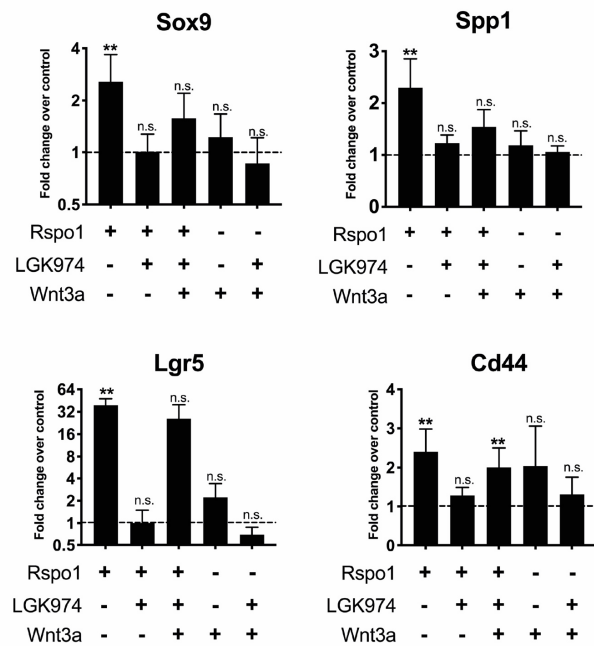 Sox9
Fold change over control
4
2
1
0.5
**
n.s.
n.s.
n.s.
n.s.
Rspo1 + + + - -
LGK974 - + + - +
Wnt3a - - + + +
Spp1
Fold change over control
3
2
1
0
**
n.s.
n.s.
n.s.
n.s.
Rspo1 + + + - -
LGK974 - + + - +
Wnt3a - - + + +
Lgr5
Fold change over control
64
32
16
8
4
2
1
0.5
**
n.s.
n.s.
n.s.
n.s.
Rspo1 + + + - -
LGK974 - + + - +
Wnt3a - - + + +
Cd44
Fold change over control
4
3
2
1
0
**
n.s.
**
n.s.
n.s.
Rspo1 + + + - -
LGK974 - + + - +
Wnt3a - - + + +